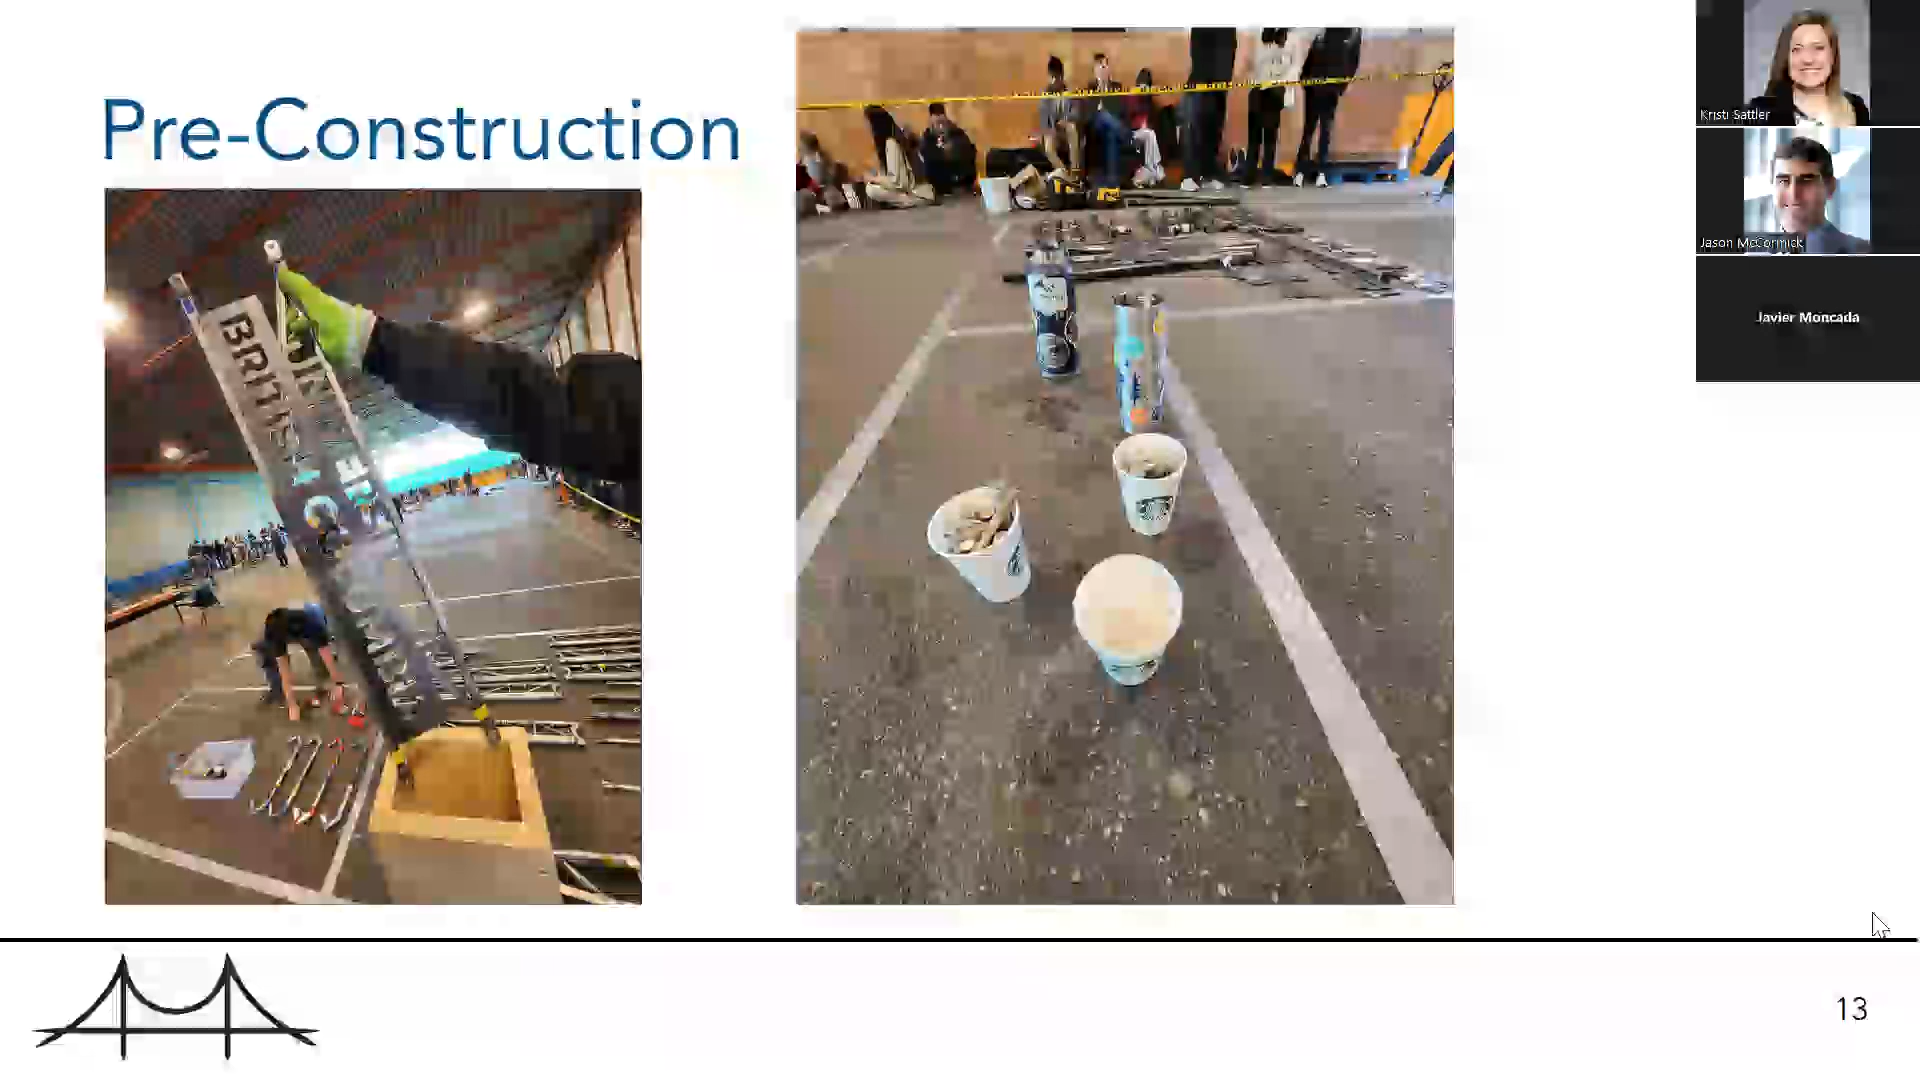 Pre-Construction
BRITISH
Kristi Sattler
Jason McCormick
Javier Moncada
13